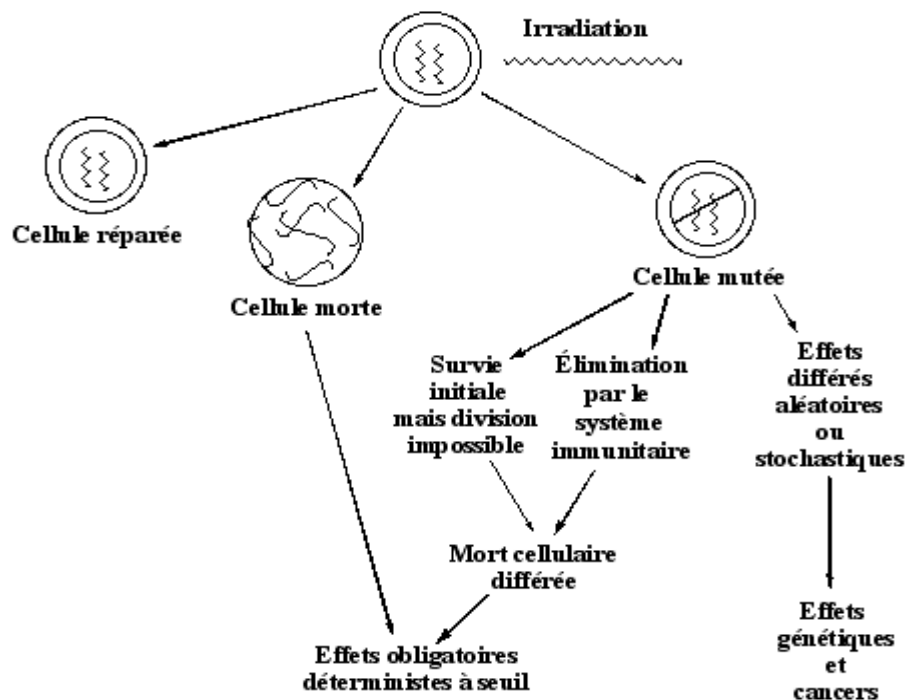 Irradiation
Cellule réparée
Cellule morte
Cellule mutée
Survie
initiale
mais division
impossible
Élimination
par le
système
immunitaire
Effets
différés
aléatoires
ou
stochastiques
Mort cellulaire
différée
Effets obligatoires
déterministes à seuil
Effets
génétiques
et
cancers